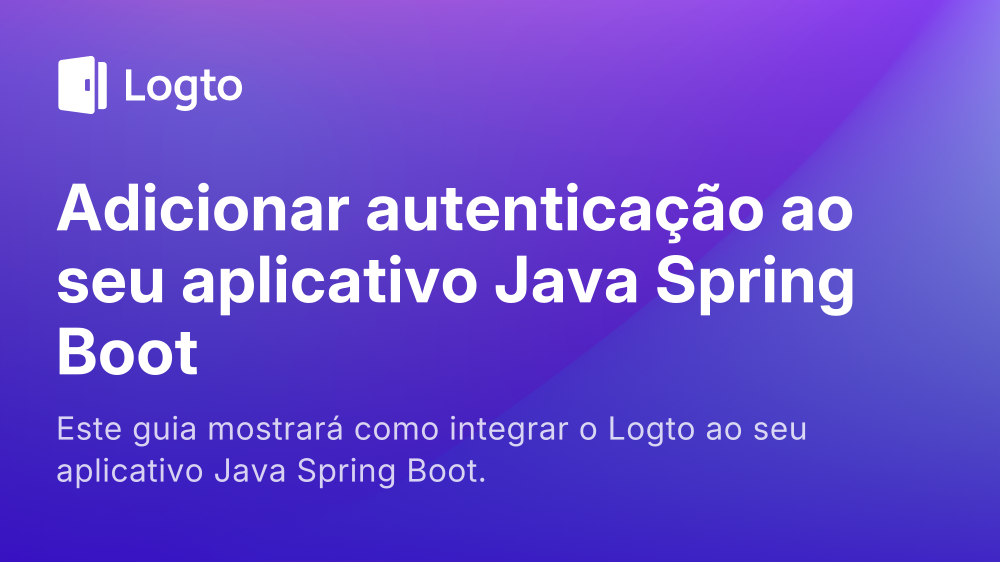 Logto
Adicionar autenticação ao
seu aplicativo Java Spring
Boot
Este guia mostrará como integrar o Logto ao seu
aplicativo Java Spring Boot.